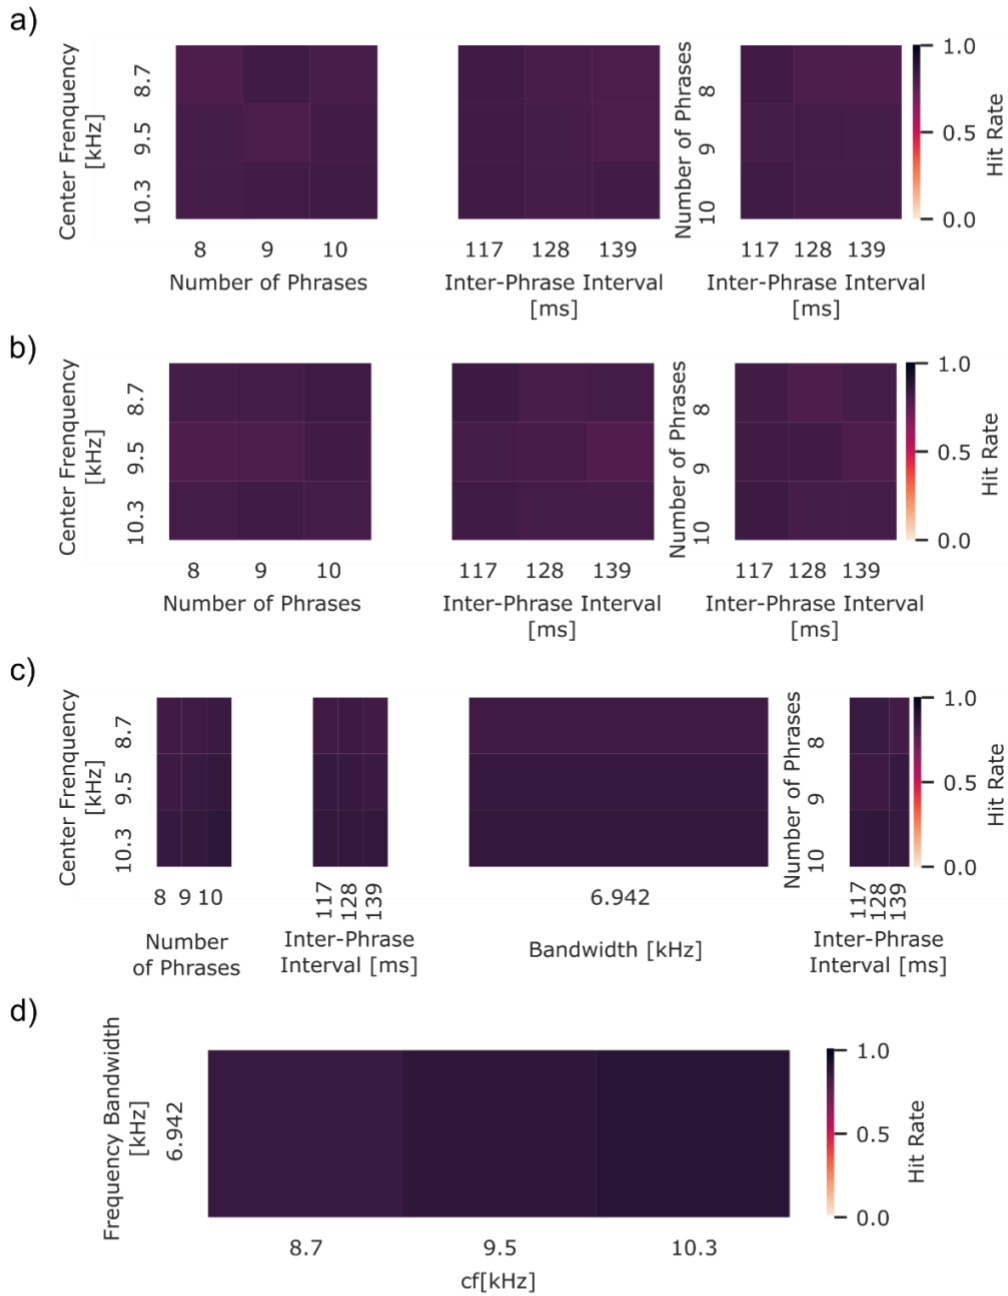 a)
Center Frenquency
[kHz]
8.7
9.5
10.3
8
9
10
Number of Phrases
117
128
139
Inter-Phrase Interval
[ms]
Number of Phrases
8
9
10
117
128
139
Inter-Phrase Interval
[ms]
1.0
0.5
0.0
Hit Rate
b)
Center Frenquency
[kHz]
8.7
9.5
10.3
8
9
10
Number of Phrases
117
128
139
Inter-Phrase Interval
[ms]
Number of Phrases
8
9
10
117
128
139
Inter-Phrase Interval
[ms]
1.0
0.5
0.0
Hit Rate
c)
Center Frenquency
[kHz]
8.7
9.5
10.3
8
9
10
Number
of Phrases
117
128
139
Inter-Phrase
Interval [ms]
6.942
Bandwidth [kHz]
Number of Phrases
8
9
10
117
128
139
Inter-Phrase
Interval [ms]
1.0
0.5
0.0
Hit Rate
d)
Frequency Bandwidth
[kHz]
6.942
8.7
9.5
10.3
cf[kHz]
1.0
0.5
0.0
Hit Rate